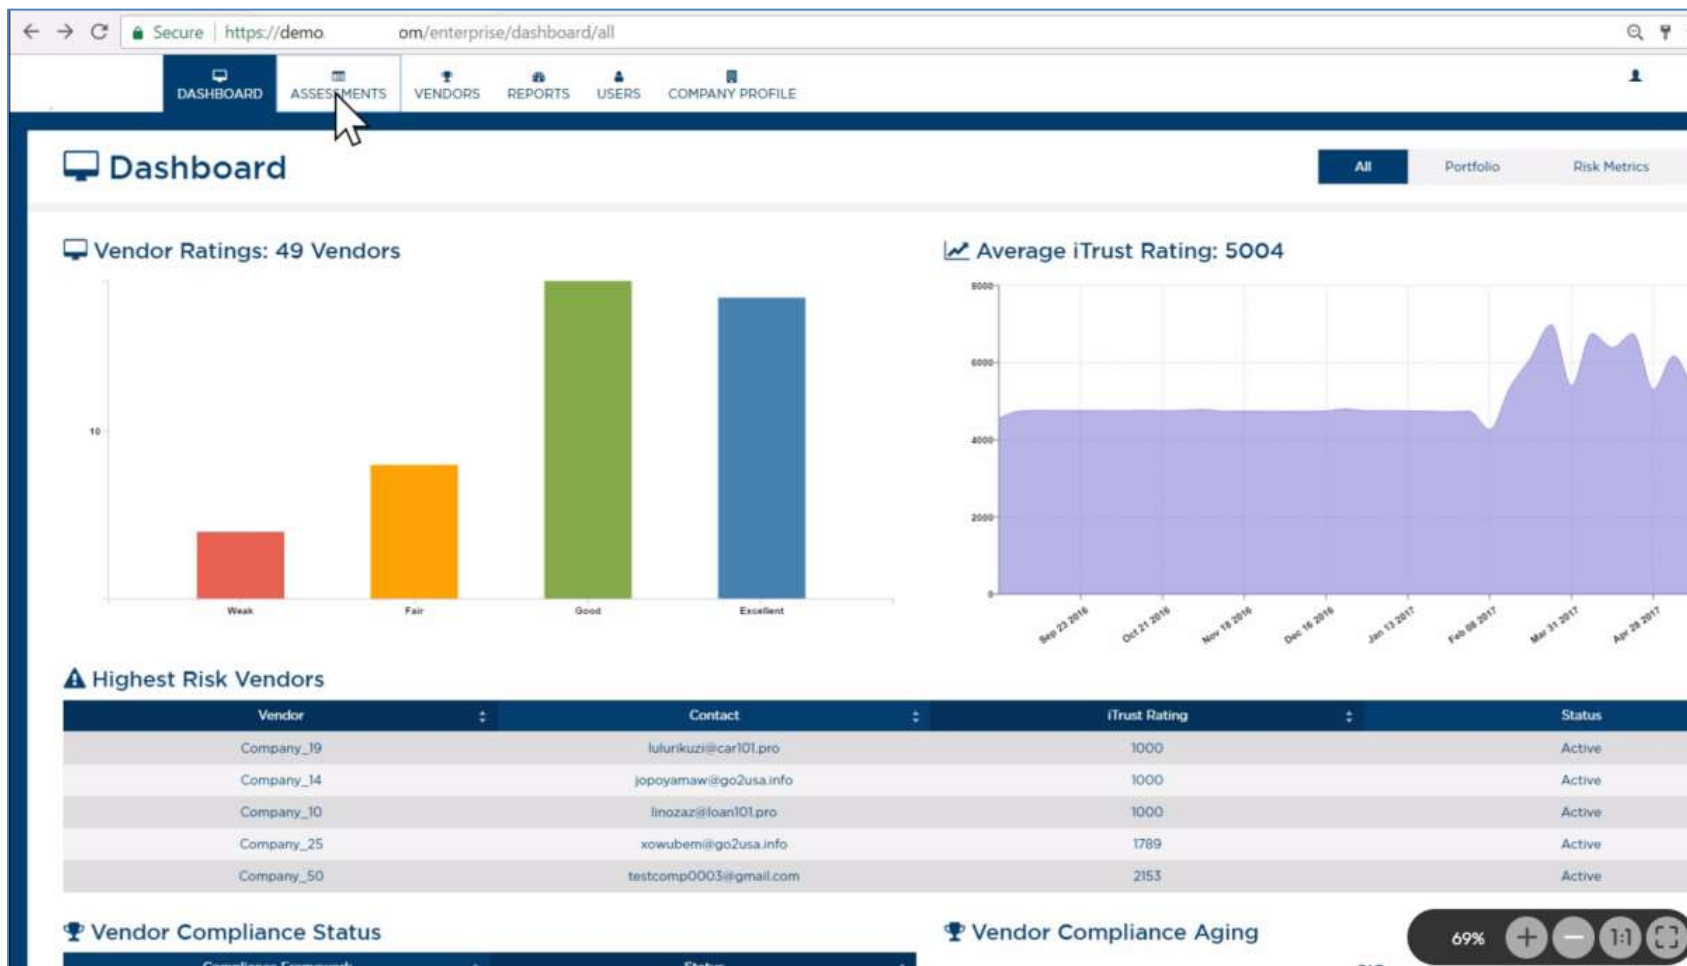 Secure | https://demo. om/enterprise/dashboard/all
DASHBOARD ASSESSMENTS VENDORS REPORTS USERS COMPANY PROFILE
Dashboard
All Portfolio Risk Metrics
Vendor Ratings: 49 Vendors
10
Weak Fair Good Excellent
Average iTrust Rating: 5004
8000
6000
4000
2000
0
Sep 23 2016 Oct 21 2016 Nov 18 2016 Dec 16 2016 Jan 13 2017 Feb 08 2017 Mar 31 2017 Apr 28 2017
Highest Risk Vendors
Vendor Contact iTrust Rating Status
Company_19 lulurikuzi@car101.pro 1000 Active
Company_14 jopoyamaw@go2usa.info 1000 Active
Company_10 linozaz@loan101.pro 1000 Active
Company_25 xowubem@go2usa.info 1789 Active
Company_50 testcomp0003@gmail.com 2153 Active
Vendor Compliance Status
Vendor Compliance Aging
69% 1:1
Compliance Framework Status